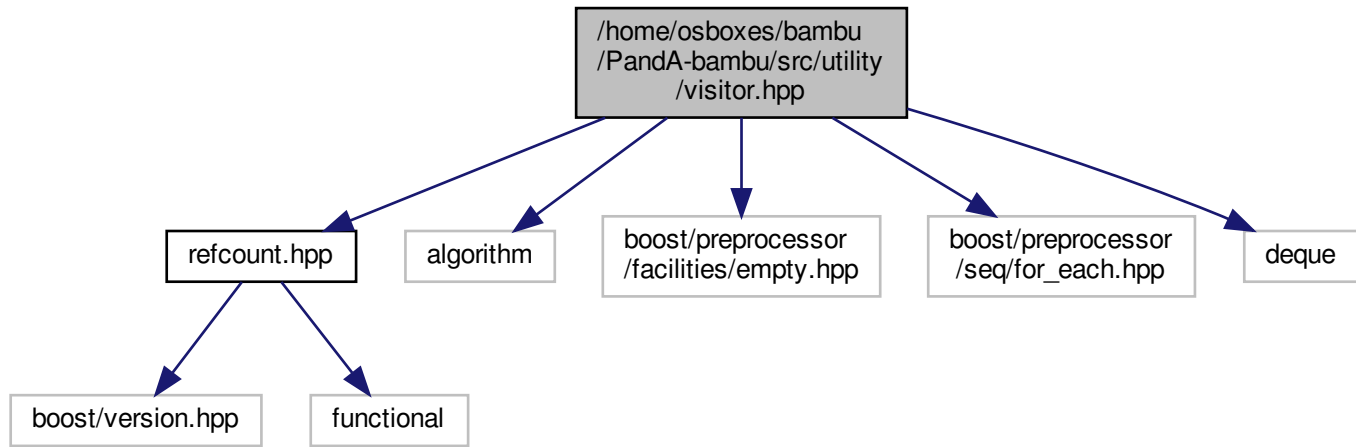 /home/osboxes/bambu
/PandA-bambu/src/utility
/visitor.hpp
refcount.hpp
algorithm
boost/preprocessor
/facilities/empty.hpp
boost/preprocessor
/seq/for_each.hpp
deque
boost/version.hpp
functional